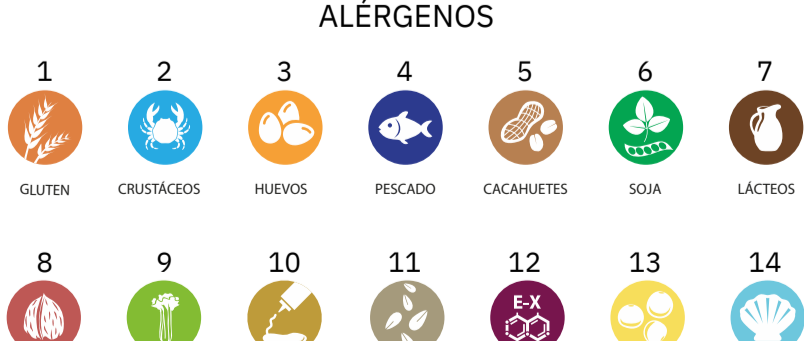 ALÉRGENOS
1 2 3 4 5 6 7
GLUTEN CRUSTÁCEOS HUEVOS PESCADO CACAHUETES SOJA LÁCTEOS
8 9 10 11 12 13 14
E-X